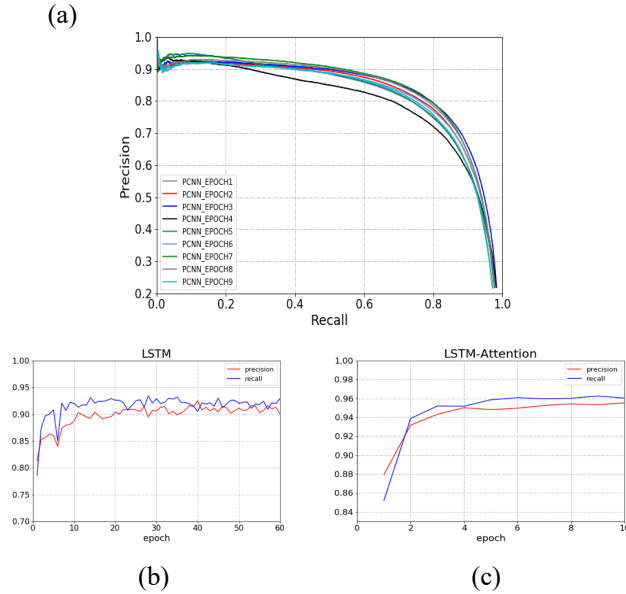 (a)
1.0
0.9
0.8
0.7
0.6
0.5
0.4
0.3
0.2
Precision
PCNN_EPOCH1
PCNN_EPOCH2
PCNN_EPOCH3
PCNN_EPOCH4
PCNN_EPOCH5
PCNN_EPOCH6
PCNN_EPOCH7
PCNN_EPOCH8
PCNN_EPOCH9
0.0 0.2 0.4 0.6 0.8 1.0
Recall
LSTM
1.00
0.95
0.90
0.85
0.80
0.75
0.70
precision
recall
0 10 20 30 40 50 60
epoch
LSTM-Attention
1.00
0.98
0.96
0.94
0.92
0.90
0.88
0.86
0.84
precision
recall
0 2 4 6 8 10
epoch
(b)
(c)